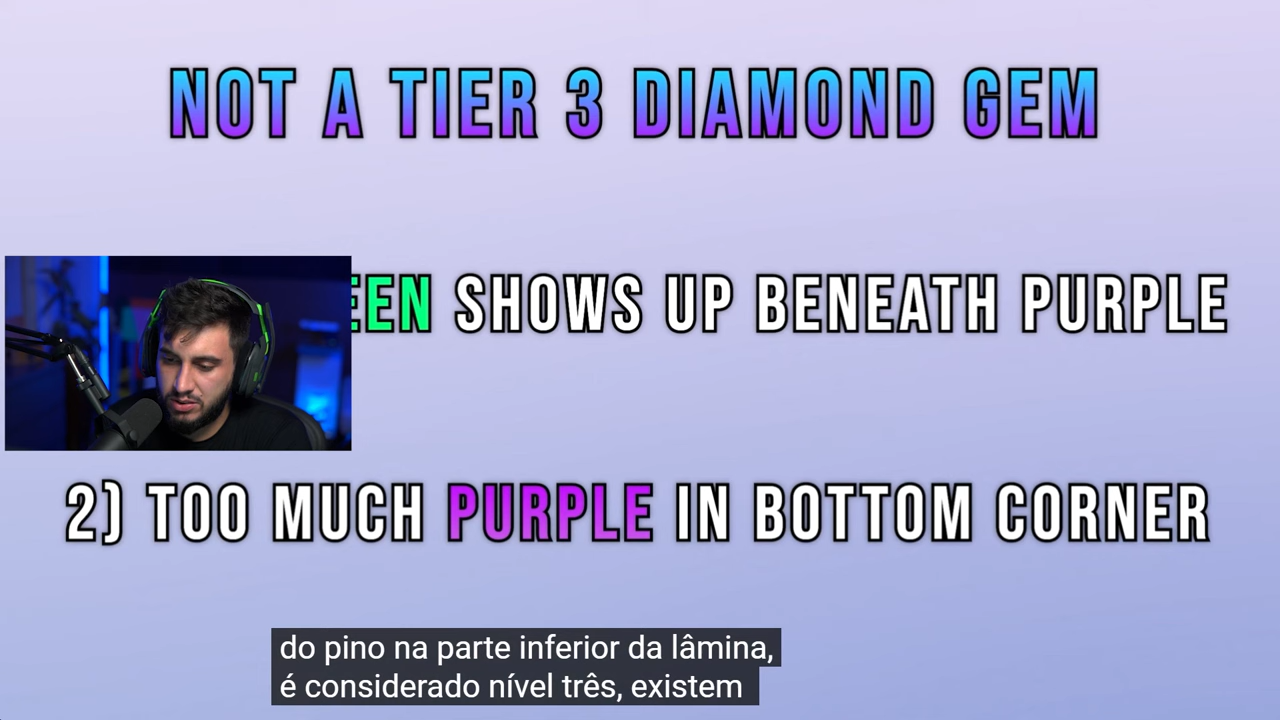 NOT A TIER 3 DIAMOND GEM
SHOWS UP BENEATH PURPLE
2) TOO MUCH PURPLE IN BOTTOM CORNER
do pino na parte inferior da lâmina,
é considerado nível três, existem